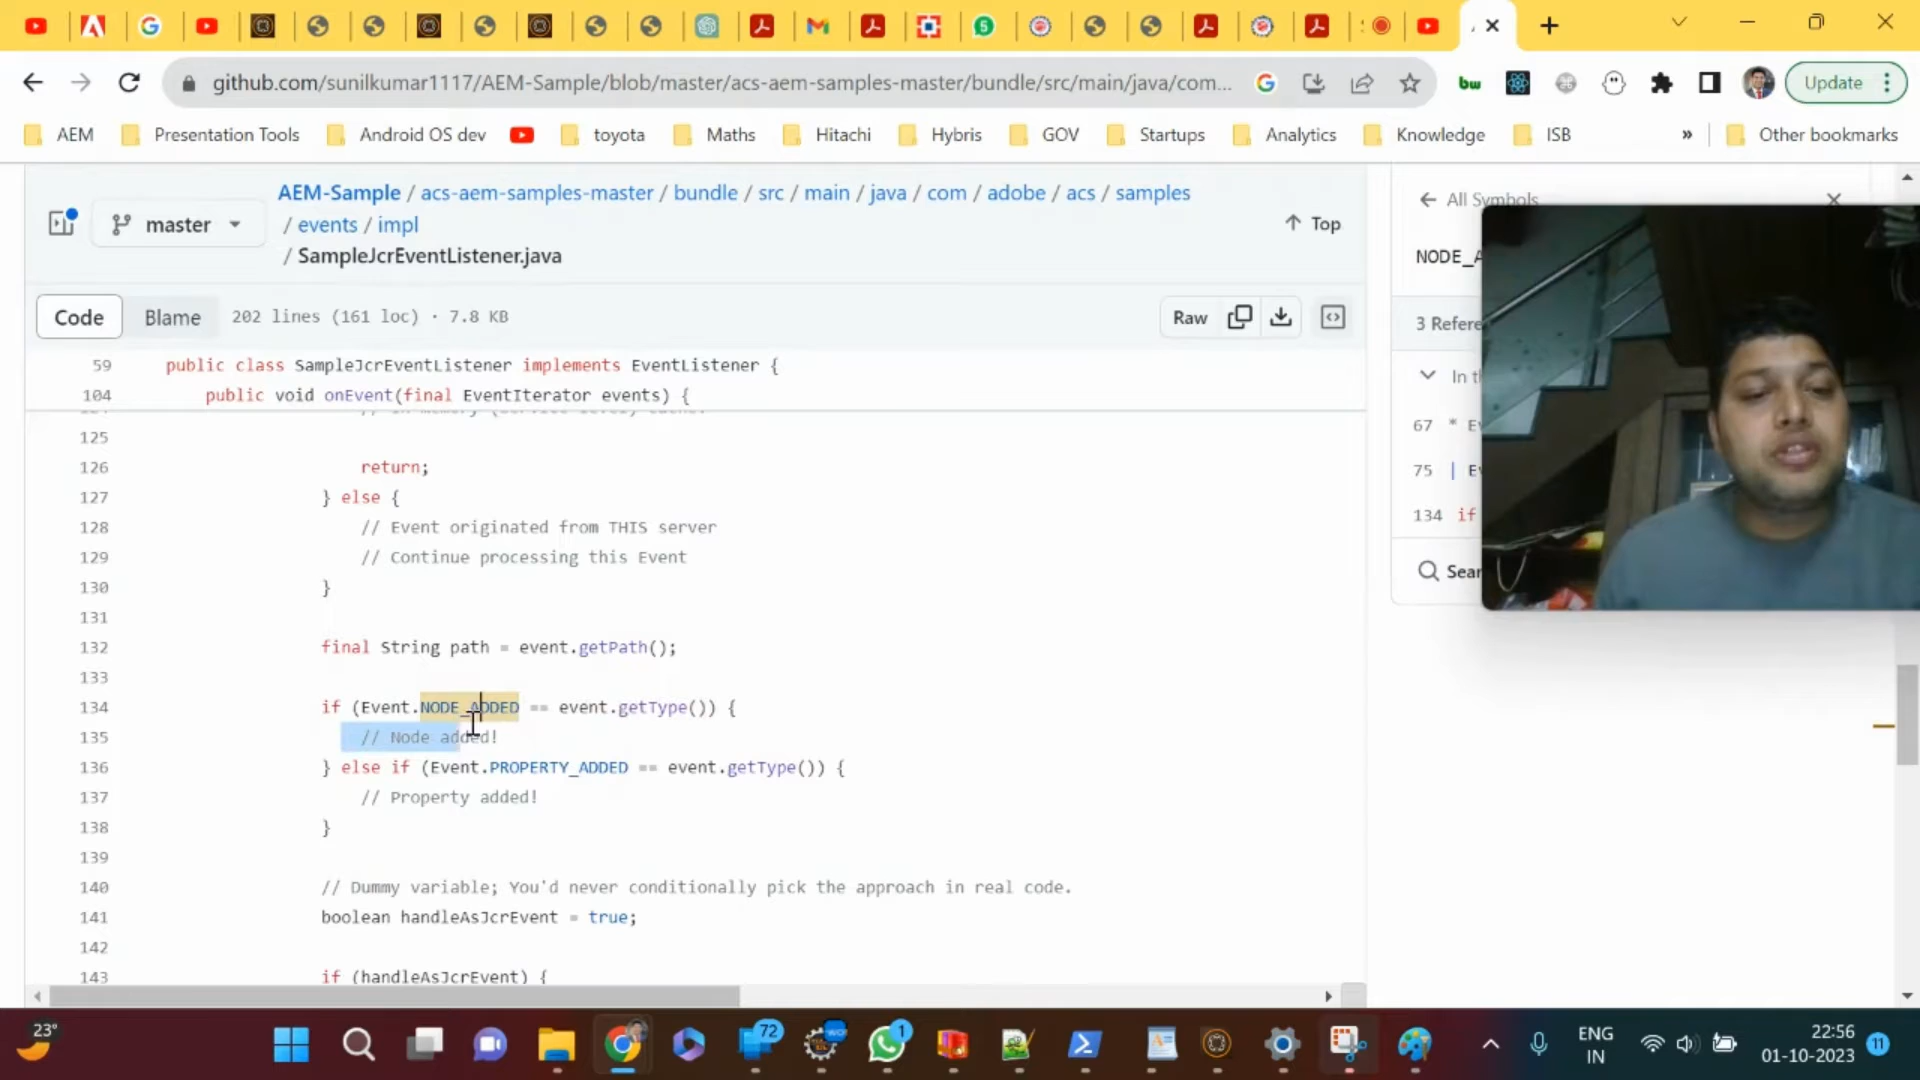 5
Update
github.com/sunilkumar1117/AEM-Sample/blob/master/acs-aem-samples-master/bundle/src/main/java/com...
bw
AEM
Presentation Tools
Android OS dev
toyota
Maths
Hitachi
Hybris
GOV
Startups
Analytics
Knowledge
ISB
»
Other bookmarks
AEM-Sample / acs-aem-samples-master / bundle / src / main / java / com / adobe / acs / samples
/ events / impl
/ SampleJcrEventListener.java
master
Top
Code
Blame
202 lines (161 loc) · 7.8 KB
Raw
59 public class SampleJcrEventListener implements EventListener {
104 public void onEvent(final EventIterator events) {
125
126 return;
127 } else {
128 // Event originated from THIS server
129 // Continue processing this Event
130 }
131
132 final String path = event.getPath();
133
134 if (Event.NODE_ADDED == event.getType()) {
135 // Node added!
136 } else if (Event.PROPERTY_ADDED == event.getType()) {
137 // Property added!
138 }
139
140 // Dummy variable; You'd never conditionally pick the approach in real code.
141 boolean handleAsJcrEvent = true;
142
143 if (handleAsJcrEvent) {
All Symbols
NODE_A
3 Refere
In t
67 * E
75 | E
134 if
Sear
23°
72
1
ENG
IN
22:56
01-10-2023
11